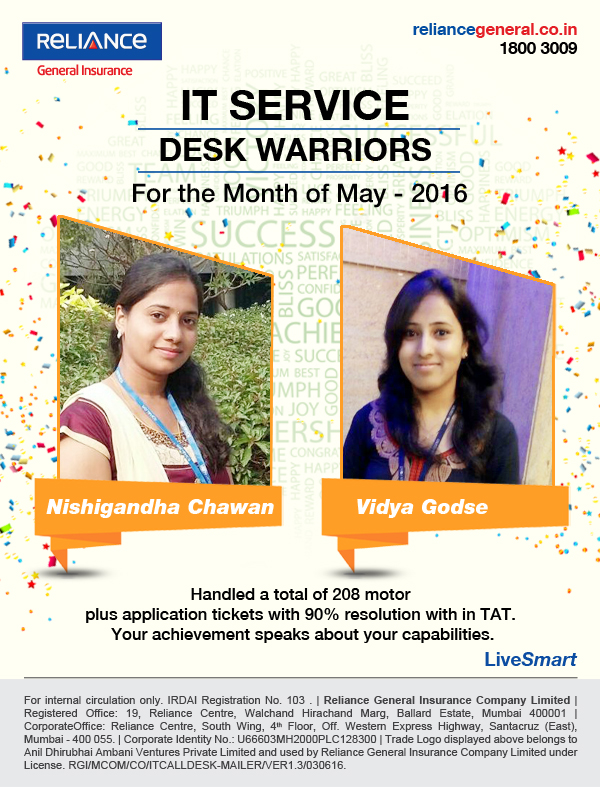 RELIANCE
General Insurance
reliancegeneral.co.in
1800 3009
IT SERVICE
DESK WARRIORS
For the Month of May - 2016
SUCCESS
Nishigandha Chawan
Vidya Godse
Handled a total of 208 motor
plus application tickets with 90% resolution with in TAT.
Your achievement speaks about your capabilities.
LiveSmart
For internal circulation only. IRDAI Registration No. 103 . | Reliance General Insurance Company Limited |
Registered Office: 19, Reliance Centre, Walchand Hirachand Marg, Ballard Estate, Mumbai 400001 |
CorporateOffice: Reliance Centre, South Wing, 4th Floor, Off. Western Express Highway, Santacruz (East),
Mumbai - 400 055. | Corporate Identity No.: U66603MH2000PLC128300 | Trade Logo displayed above belongs to
Anil Dhirubhai Ambani Ventures Private Limited and used by Reliance General Insurance Company Limited under
License. RGI/MCOM/CO/ITCALLDESK-MAILER/VER1.3/030616.